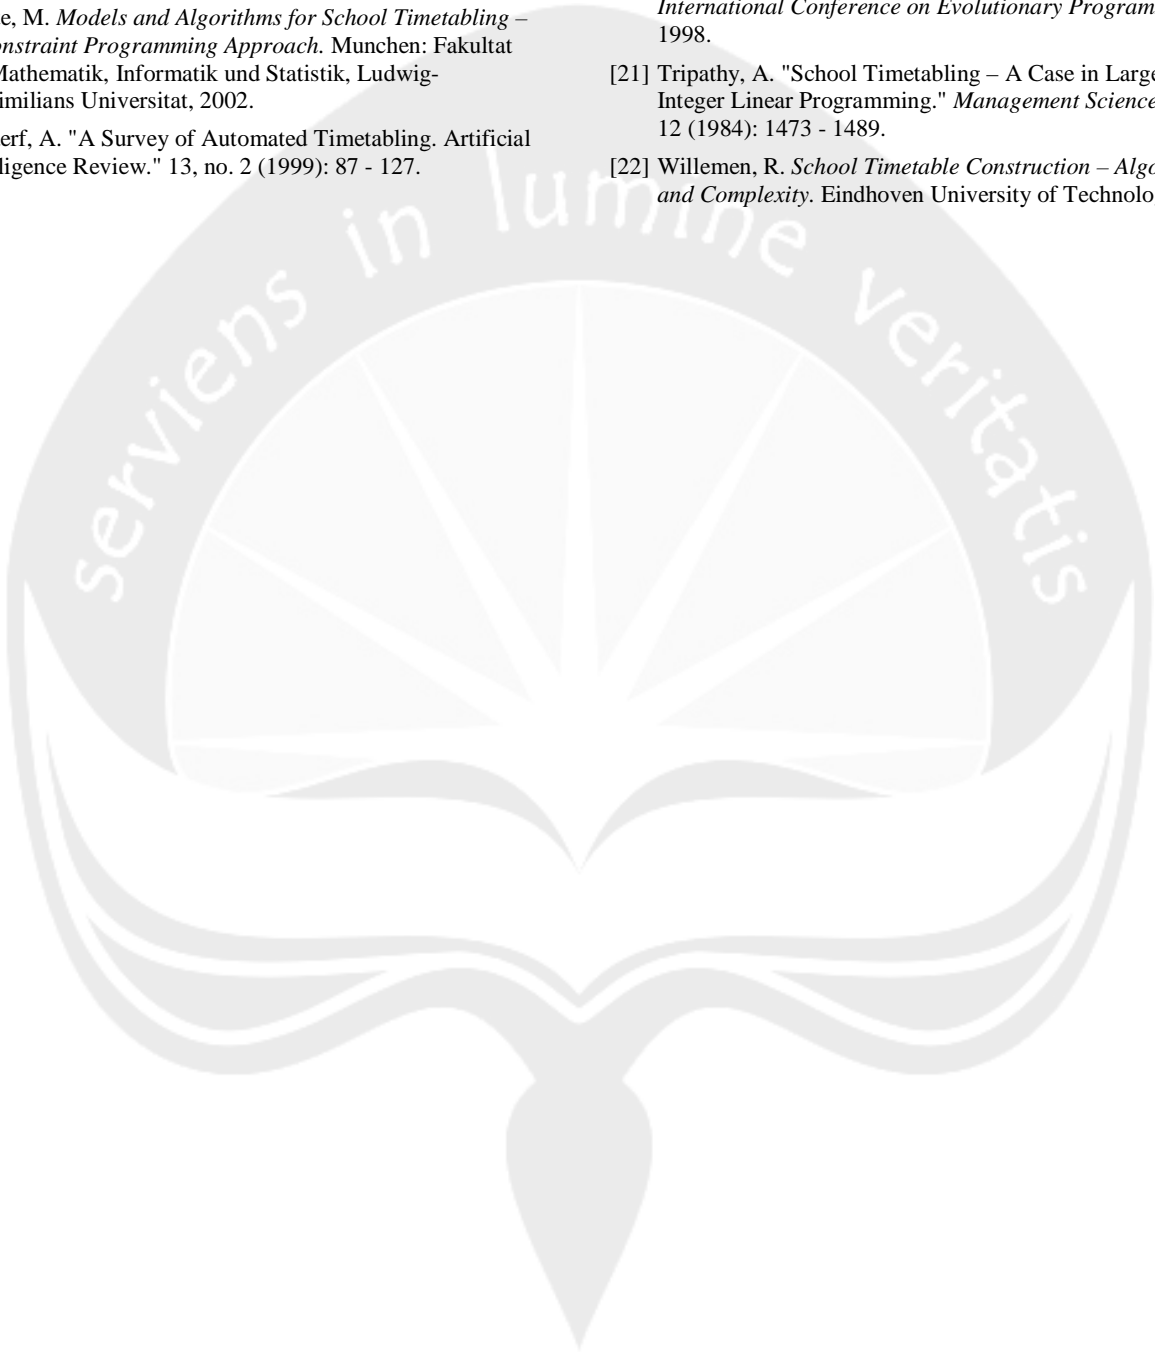 e, M. Models and Algorithms for School Timetabling –
nstraint Programming Approach. Munchen: Fakultat
Mathematik, Informatik und Statistik, Ludwig-
imilians Universitat, 2002.
erf, A. "A Survey of Automated Timetabling. Artificial
ligence Review." 13, no. 2 (1999): 87 - 127.
International Conference on Evolutionary Program
1998.
[21] Tripathy, A. "School Timetabling – A Case in Large
Integer Linear Programming." Management Science
12 (1984): 1473 - 1489.
[22] Willemen, R. School Timetable Construction – Algo
and Complexity. Eindhoven University of Technolo
serviens in lumine veritatis